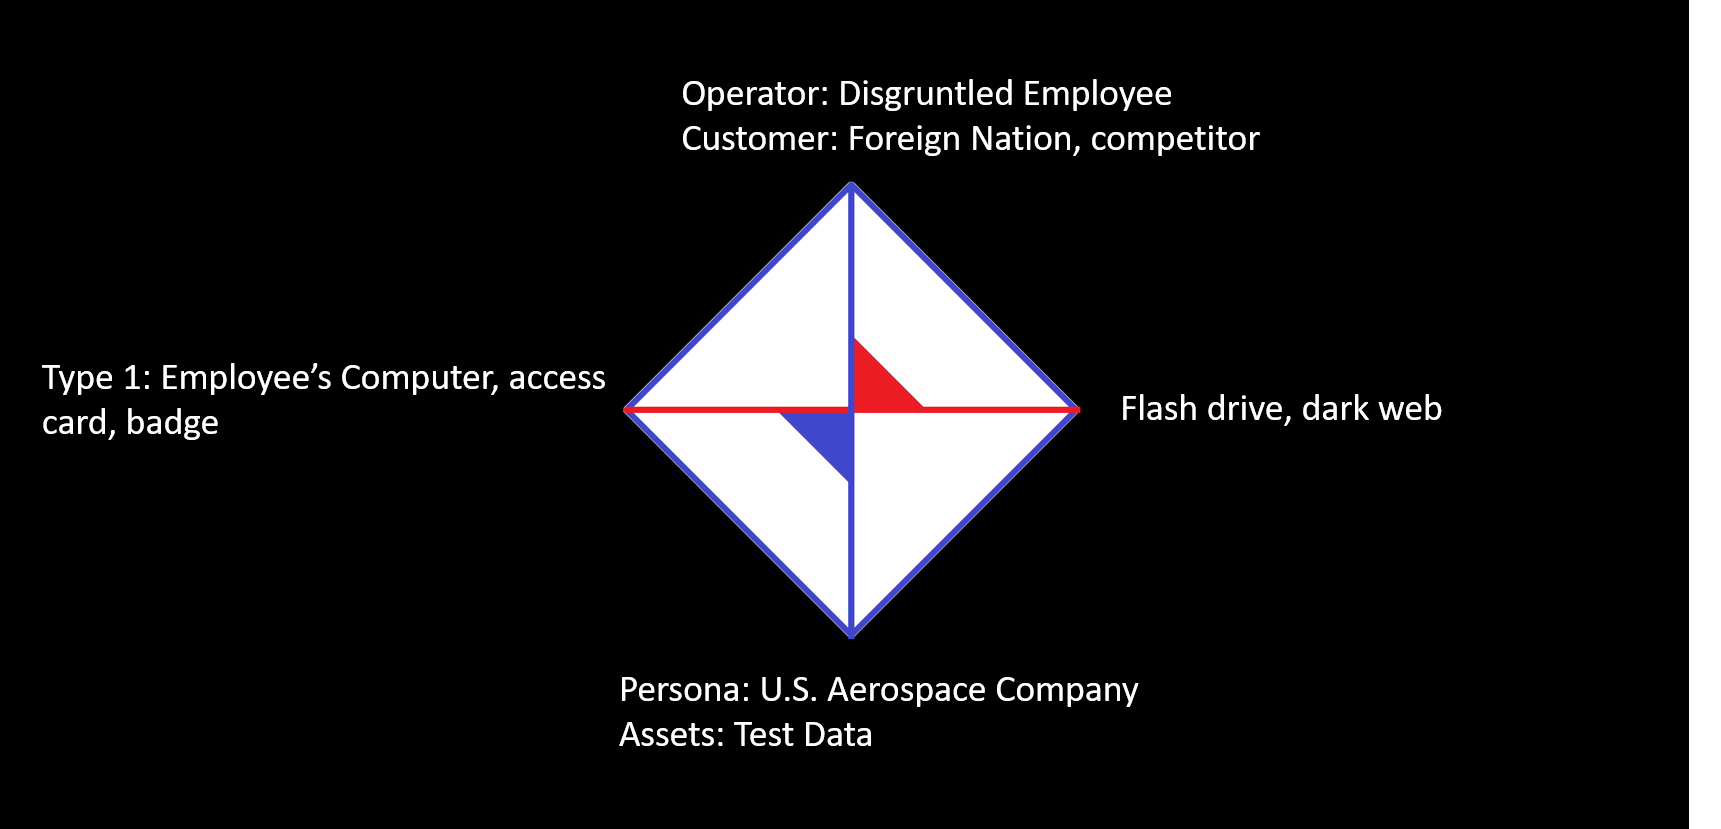 Operator: Disgruntled Employee
Customer: Foreign Nation, competitor
Type 1: Employee’s Computer, access
card, badge
Flash drive, dark web
Persona: U.S. Aerospace Company
Assets: Test Data